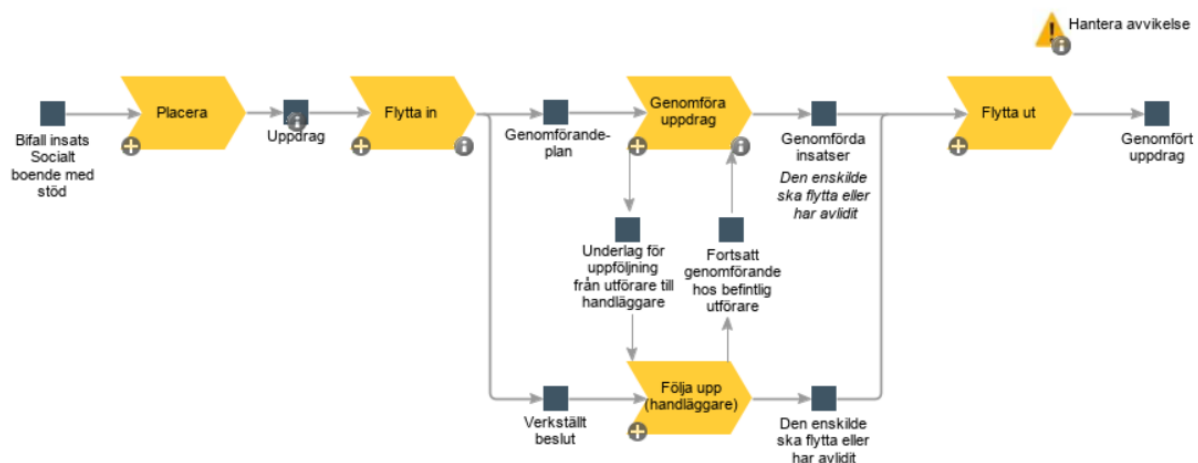 Hantera avvikelse
Placera
Flytta in
Genomföra
uppdrag
Flytta ut
Bifall insats
Socialt
boende med
stöd
Uppdrag
Genomförande-
plan
Genomförda
insatser
Den enskilde
ska flytta eller
har avlidit
Genomfört
uppdrag
Underlag för
uppföljning
från utförare till
handläggare
Fortsatt
genomförande
hos befintlig
utförare
Följa upp
(handläggare)
Verkställt
beslut
Den enskilde
ska flytta eller
har avlidit